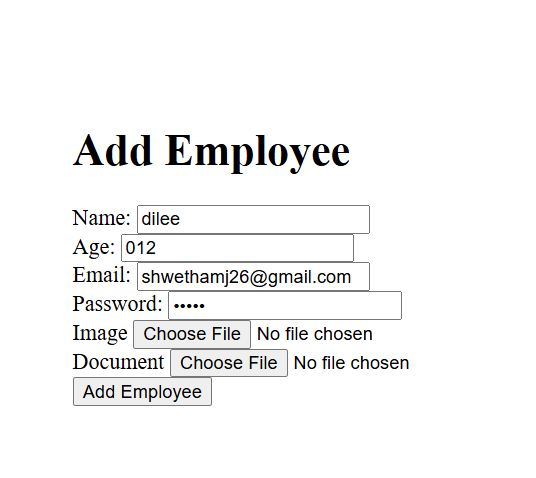 Add Employee
Name: dilee
Age: 012
Email: shwethamj26@gmail.com
Password: •••••
Image Choose File No file chosen
Document Choose File No file chosen
Add Employee